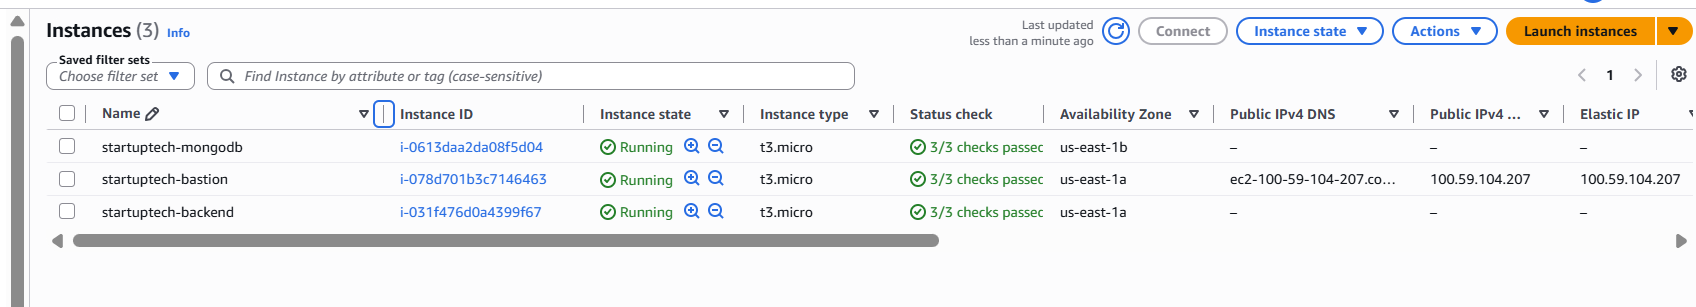 Instances (3) Info
Last updated
less than a minute ago
Connect
Instance state
Actions
Launch instances
Saved filter sets
Choose filter set
Find Instance by attribute or tag (case-sensitive)
1
Name Instance ID Instance state Instance type Status check Availability Zone Public IPv4 DNS Public IPv4 ... Elastic IP
startuptech-mongodb i-0613daa2da08f5d04 Running t3.micro 3/3 checks passec us-east-1b – – –
startuptech-bastion i-078d701b3c7146463 Running t3.micro 3/3 checks passec us-east-1a ec2-100-59-104-207.co... 100.59.104.207 100.59.104.207
startuptech-backend i-031f476d0a4399f67 Running t3.micro 3/3 checks passec us-east-1a – – –